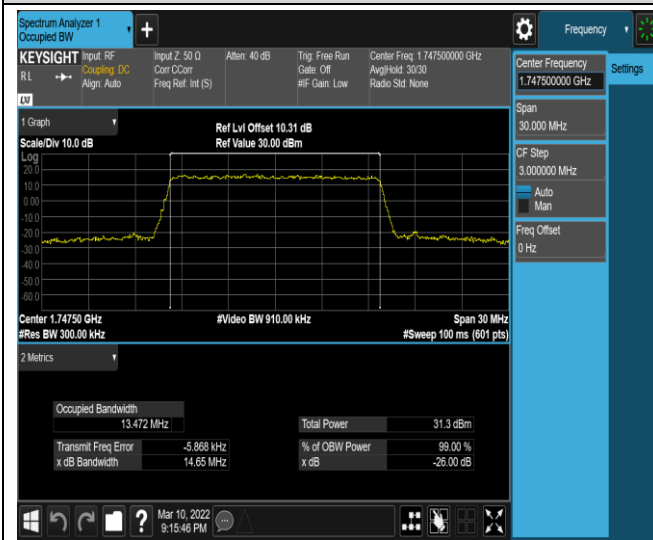 Spectrum Analyzer 1
Occupied BW
Frequency
KEYSIGHT
R L
LXI
Input: RF
Coupling: DC
Align: Auto
Input Z: 50 Ω
Corr CCorr
Freq Ref: Int (S)
Atten: 40 dB
Trig: Free Run
Gate: Off
#IF Gain: Low
Center Freq: 1.747500000 GHz
Avg|Hold: 30/30
Radio Std: None
Center Frequency
1.747500000 GHz
Settings
Span
30.000 MHz
CF Step
3.000000 MHz
Auto
Man
Freq Offset
0 Hz
1 Graph
Scale/Div 10.0 dB
Ref Lvl Offset 10.31 dB
Ref Value 30.00 dBm
Log
20.0
10.0
0.00
-10.0
-20.0
-30.0
-40.0
-50.0
-60.0
Center 1.74750 GHz
#Res BW 300.00 kHz
#Video BW 910.00 kHz
Span 30 MHz
#Sweep 100 ms (601 pts)
2 Metrics
Occupied Bandwidth
13.472 MHz
Total Power 31.3 dBm
Transmit Freq Error -5.868 kHz
% of OBW Power 99.00 %
x dB Bandwidth 14.65 MHz
x dB -26.00 dB
?
Mar 10, 2022
9:15:46 PM